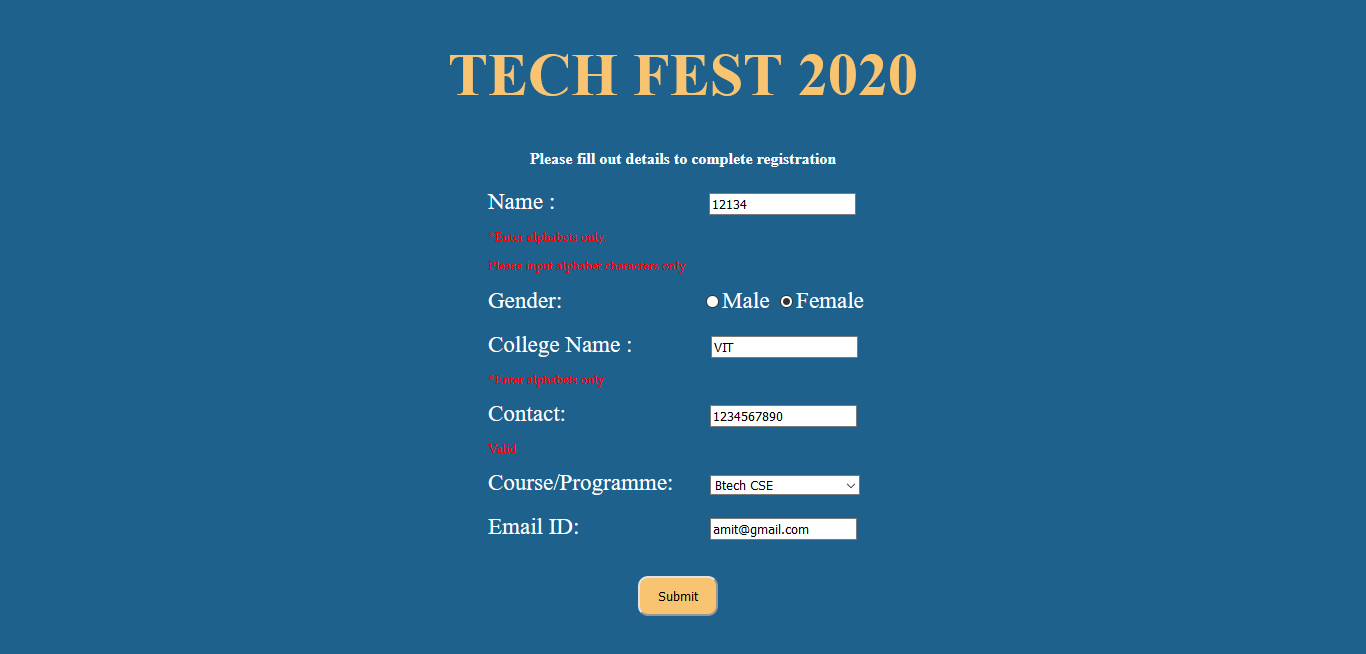 TECH FEST 2020
Please fill out details to complete registration
Name : 12134
*Enter alphabets only.
Please input alphabet characters only
Gender: Male Female
College Name : VIT
*Enter alphabets only
Contact: 1234567890
Valid
Course/Programme: Btech CSE
Email ID: amit@gmail.com
Submit